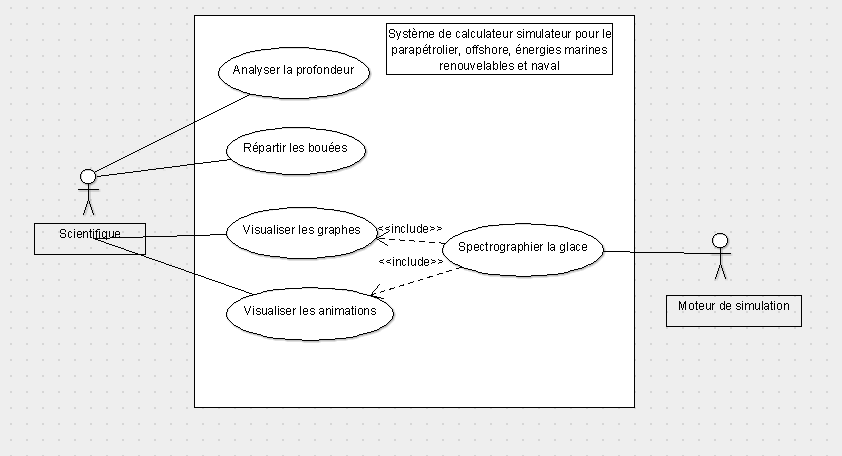 Système de calculateur simulateur pour le
parapétrolier, offshore, énergies marines
renouvelables et naval
Analyser la profondeur
Répartir les bouées
Scientifique
Visualiser les graphes
<<include>>
Spectrographier la glace
<<include>>
Visualiser les animations
Moteur de simulation